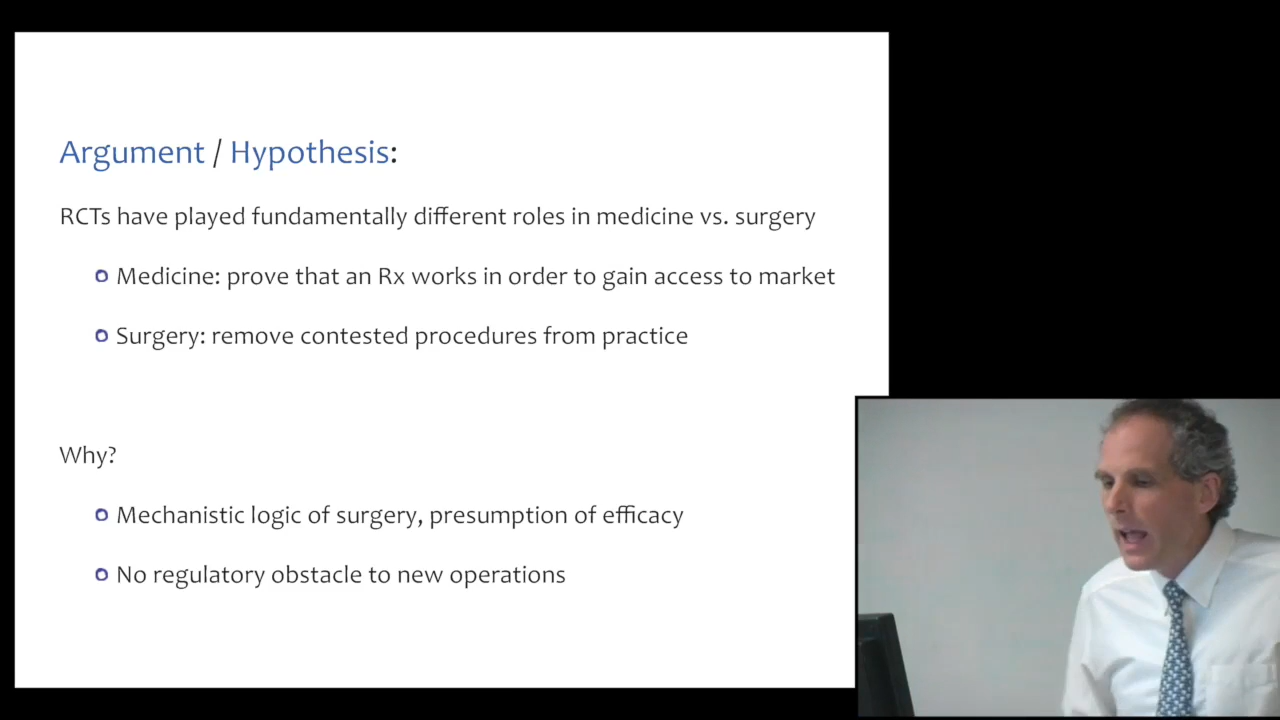 Argument / Hypothesis:
RCTs have played fundamentally different roles in medicine vs. surgery
Medicine: prove that an Rx works in order to gain access to market
Surgery: remove contested procedures from practice
Why?
Mechanistic logic of surgery, presumption of efficacy
No regulatory obstacle to new operations